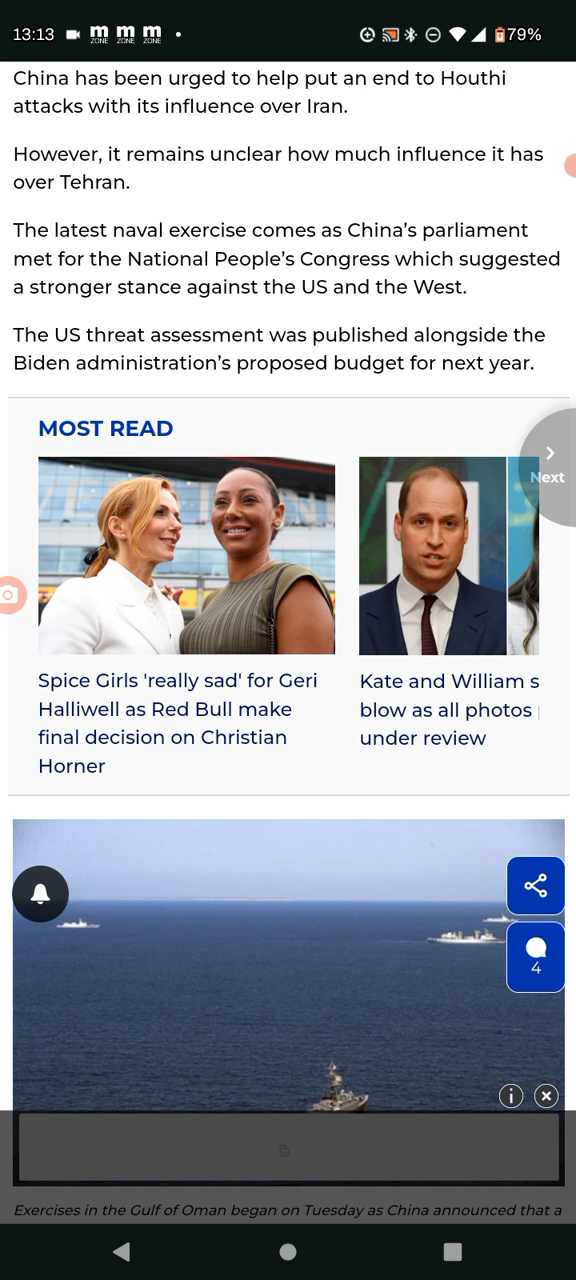 13:13
m ZONE m ZONE m ZONE
79%
China has been urged to help put an end to Houthi
attacks with its influence over Iran.
However, it remains unclear how much influence it has
over Tehran.
The latest naval exercise comes as China’s parliament
met for the National People’s Congress which suggested
a stronger stance against the US and the West.
The US threat assessment was published alongside the
Biden administration’s proposed budget for next year.
MOST READ
Next
Spice Girls 'really sad' for Geri
Halliwell as Red Bull make
final decision on Christian
Horner
Kate and William s
blow as all photos
under review
4
i
Exercises in the Gulf of Oman began on Tuesday as China announced that a